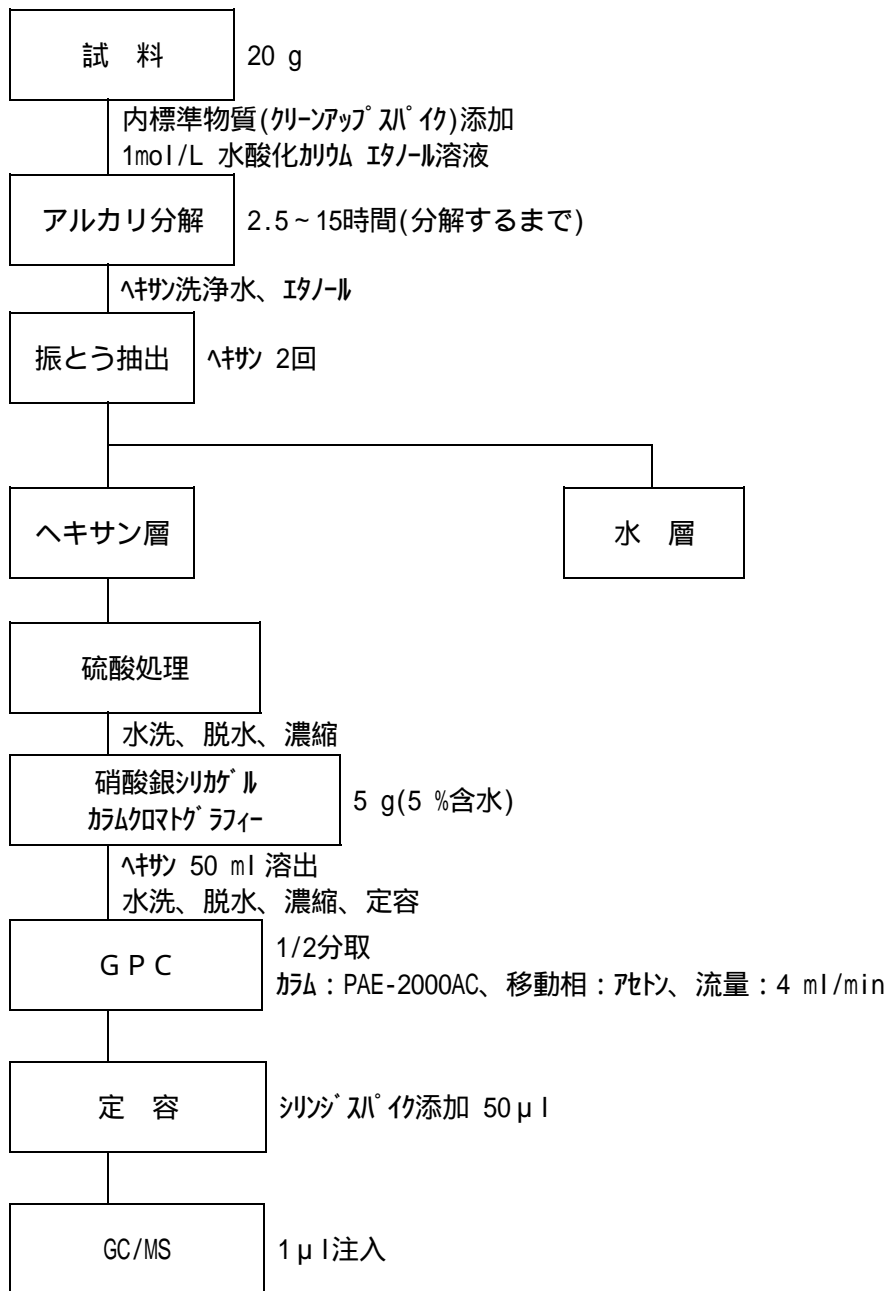 試　料
20 g
内標準物質(ｸﾘｰﾝｱｯﾌﾟｽﾊﾟｲｸ)添加
1mol/L 水酸化ｶﾘｳﾑ ｴﾀﾉｰﾙ溶液
アルカリ分解
2.5~15時間(分解するまで)
ﾍｷｻﾝ洗浄水、ｴﾀﾉｰﾙ
振とう抽出
ﾍｷｻﾝ 2回
ヘキサン層
水　層
硫酸処理
水洗、脱水、濃縮
硝酸銀ｼﾘｶｹﾞﾙ
ｶﾗﾑｸﾛﾏﾄｸﾞﾗﾌｨｰ
5 g(5 %含水)
ﾍｷｻﾝ 50 ml溶出
水洗、脱水、濃縮、定容
ＧＰＣ
1/2分取
ｶﾗﾑ：PAE-2000AC、移動相：ｱｾﾄﾝ、流量：4 ml/min
定　容
ｼﾘﾝｼﾞｽﾊﾟｲｸ添加 50μl
GC/MS
1μl注入